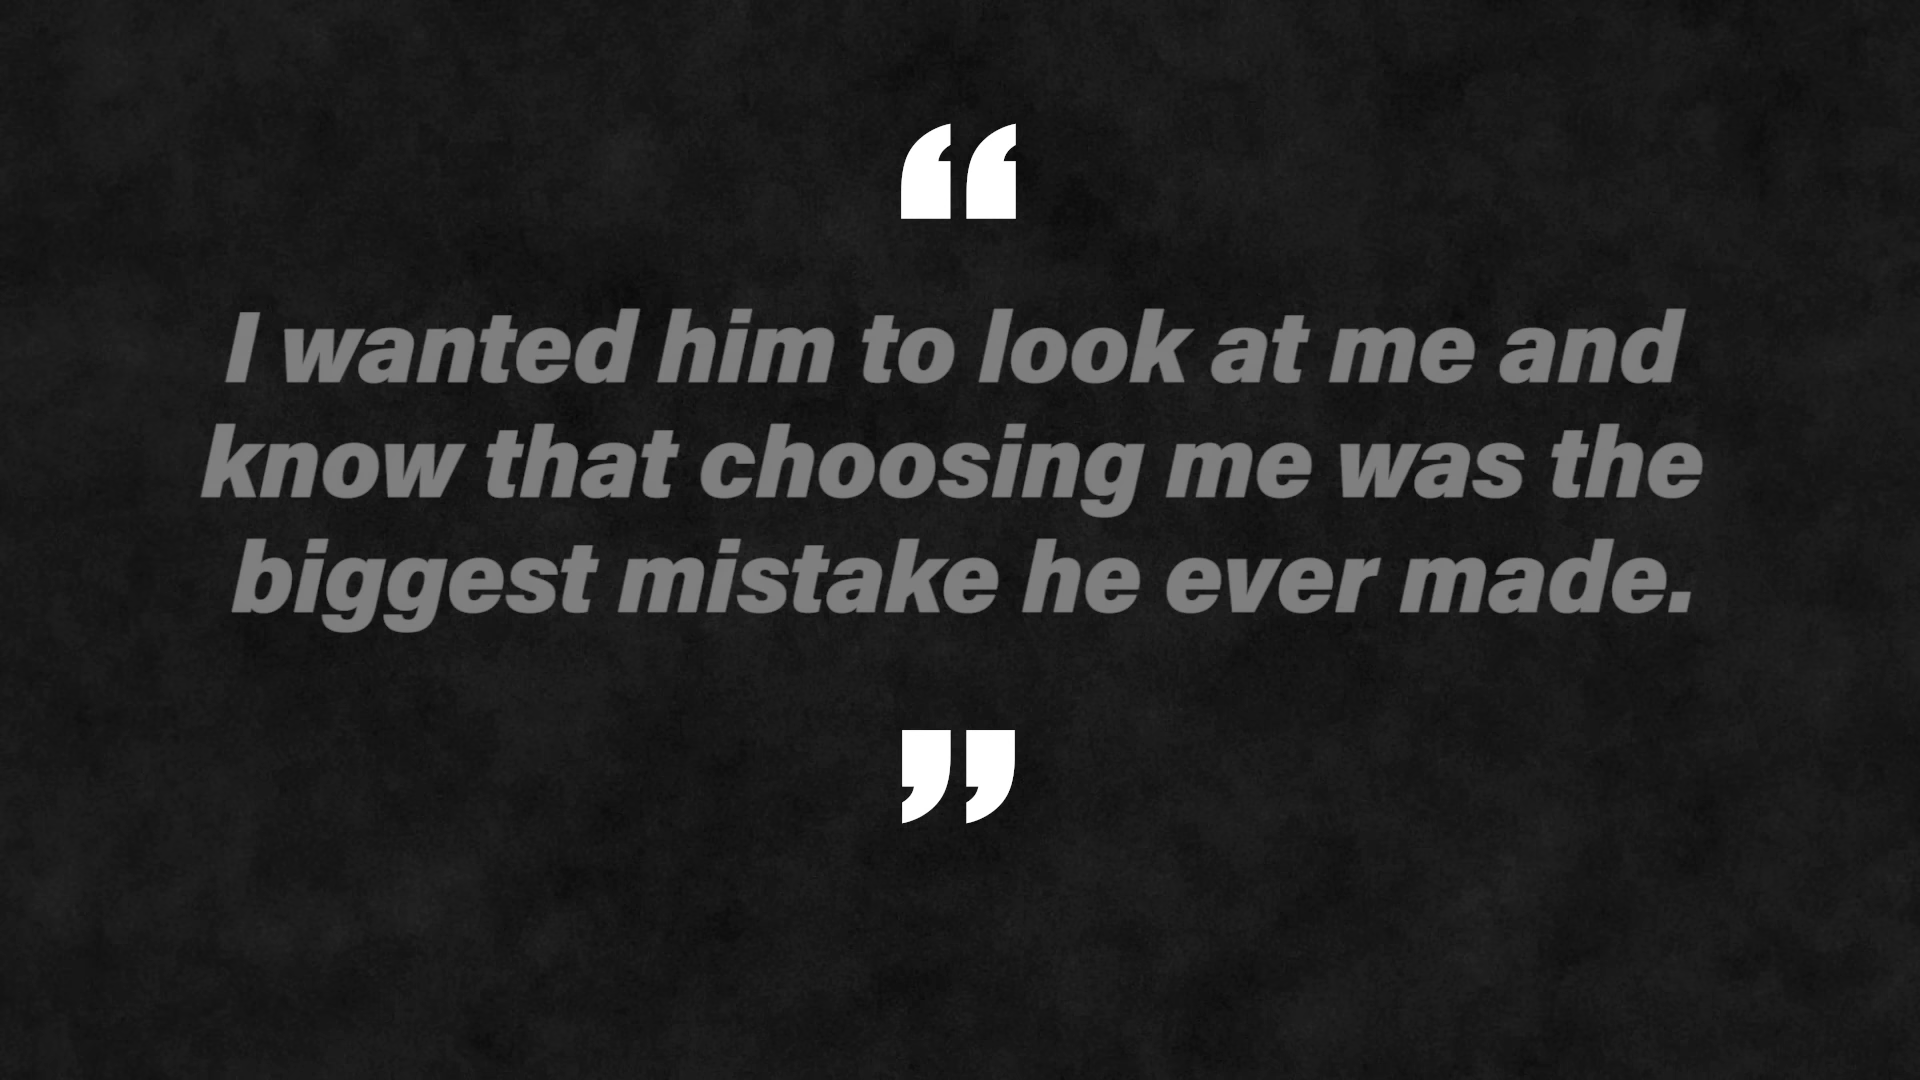 “
I wanted him to look at me and
know that choosing me was the
biggest mistake he ever made.
”